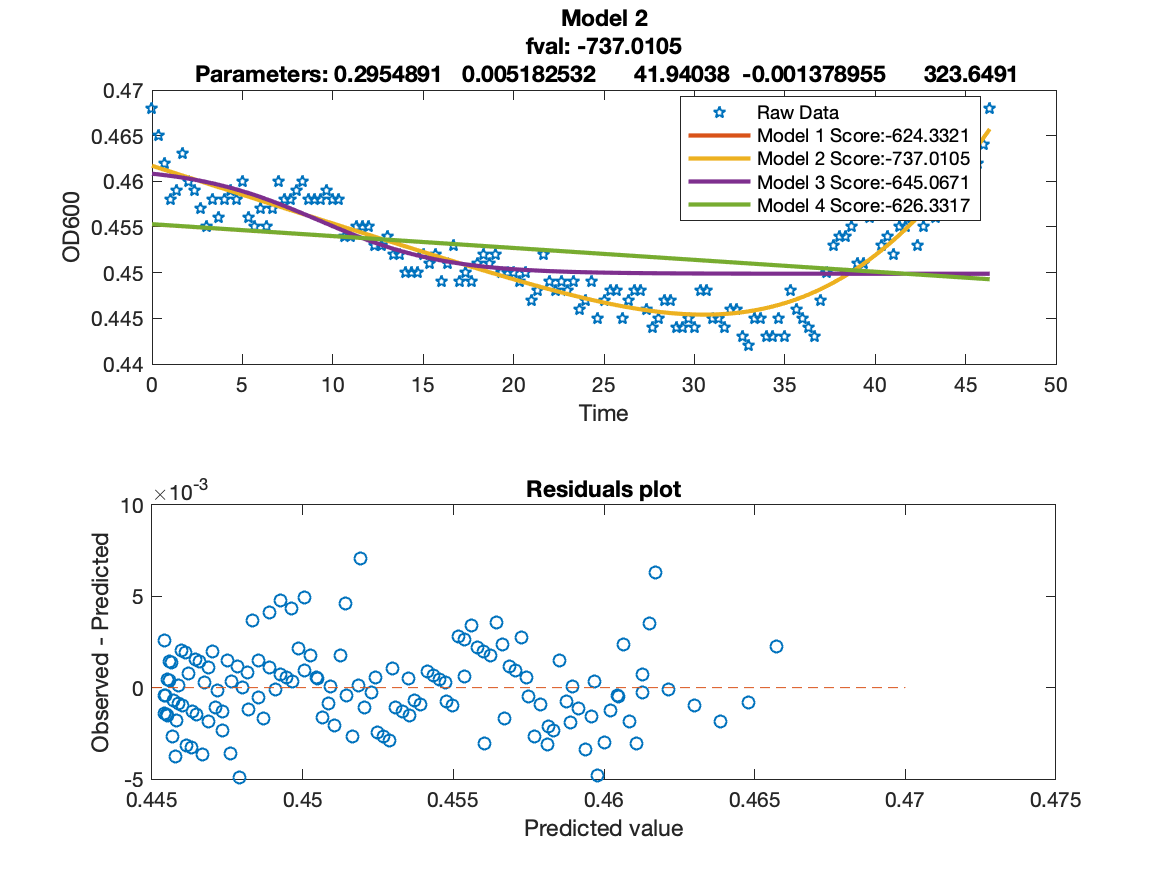 Model 2
fval: -737.0105
Parameters: 0.2954891 0.005182532 41.94038 -0.001378955 323.6491
0.47
0.465
0.46
0.455
0.45
0.445
0.44
OD600
Raw Data
Model 1 Score:-624.3321
Model 2 Score:-737.0105
Model 3 Score:-645.0671
Model 4 Score:-626.3317
0 5 10 15 20 25 30 35 40 45 50
Time
Residuals plot
×10-3
10
5
0
-5
Observed - Predicted
0.445 0.45 0.455 0.46 0.465 0.47 0.475
Predicted value